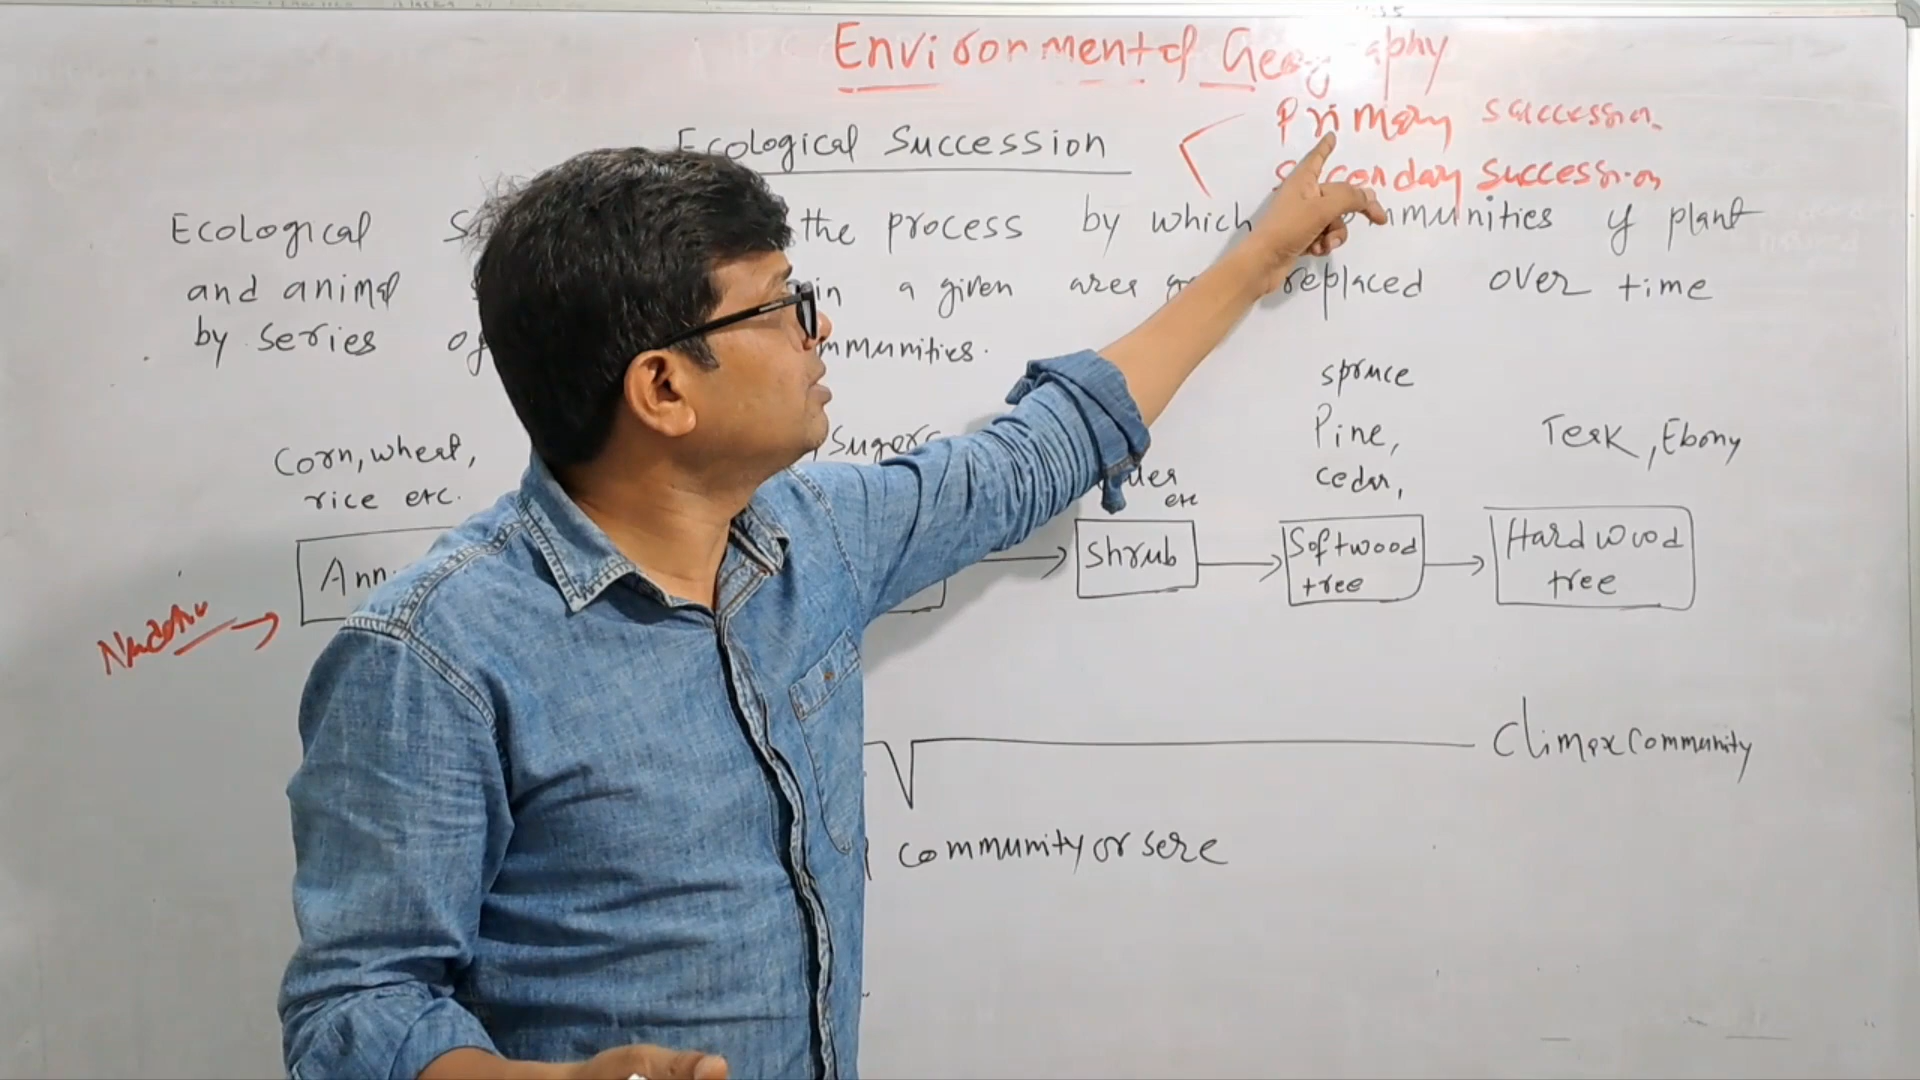 Environmental Geography
Primary Succession
Ecological Succession
Secondary Succession
Ecological the process by which communities of plant
and animal in a given area replaced over time
by series of communities.
spruce
Corn, wheat, Pine, Teak, Ebony
rice etc. etc Cedar,
Shrub Softwood Hardwood
tree tree
Climax Community
community or sere